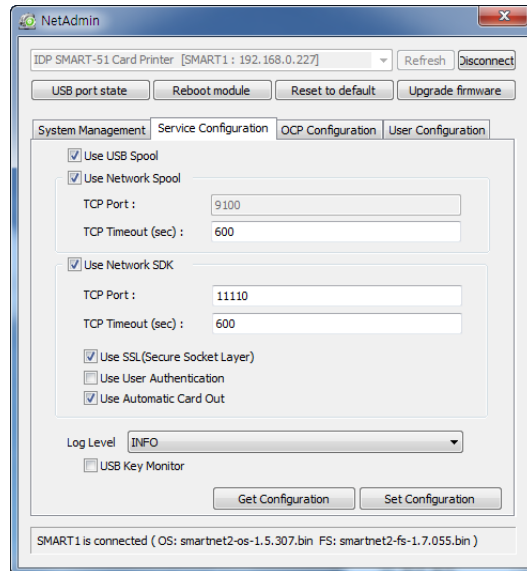 NetAdmin
IDP SMART-51 Card Printer [SMART1 : 192.168.0.227] Refresh Disconnect
USB port state Reboot module Reset to default Upgrade firmware
System Management Service Configuration OCP Configuration User Configuration
Use USB Spool
Use Network Spool
TCP Port : 9100
TCP Timeout (sec) : 600
Use Network SDK
TCP Port : 11110
TCP Timeout (sec) : 600
Use SSL(Secure Socket Layer)
Use User Authentication
Use Automatic Card Out
Log Level INFO
USB Key Monitor
Get Configuration Set Configuration
SMART1 is connected ( OS: smartnet2-os-1.5.307.bin FS: smartnet2-fs-1.7.055.bin )